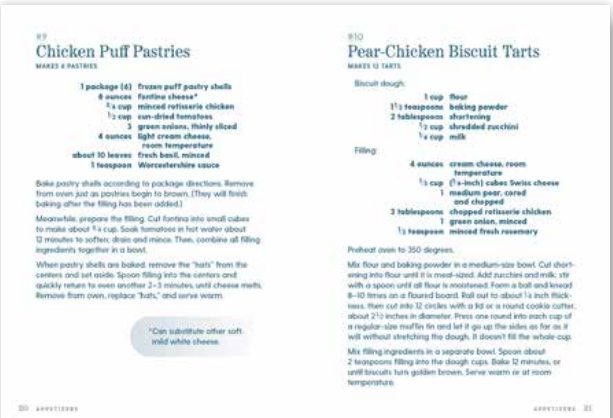 #9
Chicken Puff Pastries
MAKES 6 PASTRIES
1 package (6) frozen puff pastry shells
6 ounces fontina cheese*
¾ cup minced rotisserie chicken
½ cup sun-dried tomatoes
3 green onions, thinly sliced
4 ounces light cream cheese,
room temperature
about 10 leaves fresh basil, minced
1 teaspoon Worcestershire sauce
Bake pastry shells according to package directions. Remove
from oven just as pastries begin to brown. (They will finish
baking after the filling has been added.)
Meanwhile, prepare the filling. Cut fontina into small cubes
to make about ¾ cup. Soak tomatoes in hot water about
12 minutes to soften; drain and mince. Then, combine all filling
ingredients together in a bowl.
When pastry shells are baked, remove the "hats" from the
centers and set aside. Spoon filling into the centers and
quickly return to oven another 2–3 minutes, until cheese melts.
Remove from oven, replace "hats," and serve warm.
*Can substitute other soft,
mild white cheese.
20 APPETIZERS
#10
Pear-Chicken Biscuit Tarts
MAKES 12 TARTS
Biscuit dough:
1 cup flour
1½ teaspoons baking powder
2 tablespoons shortening
½ cup shredded zucchini
¼ cup milk
Filling:
4 ounces cream cheese, room
temperature
cup cubes Swiss cheese
1 medium pear, cored
and chopped
3 tablespoons chopped rotisserie chicken
1 green onion, minced
½ teaspoon minced fresh rosemary
Preheat oven to 350 degrees.
Mix flour and baking powder in a medium-size bowl. Cut short-
ening into flour until it is meal-sized. Add zucchini and milk; stir
with a spoon until all flour is moistened. Form a ball and knead
8–10 times on a floured board. Roll out to about ¼ inch thick-
ness, then cut into 12 circles with a lid or a round cookie cutter,
about 2½ inches in diameter. Press one round into each cup of
a regular-size muffin tin and let it go up the sides as far as it
will without stretching the dough. It doesn't fill the whole cup.
Mix filling ingredients in a separate bowl. Spoon about
2 teaspoons filling into the dough cups. Bake 12 minutes, or
until biscuits turn golden brown. Serve warm or at room
temperature.
APPETIZERS 21